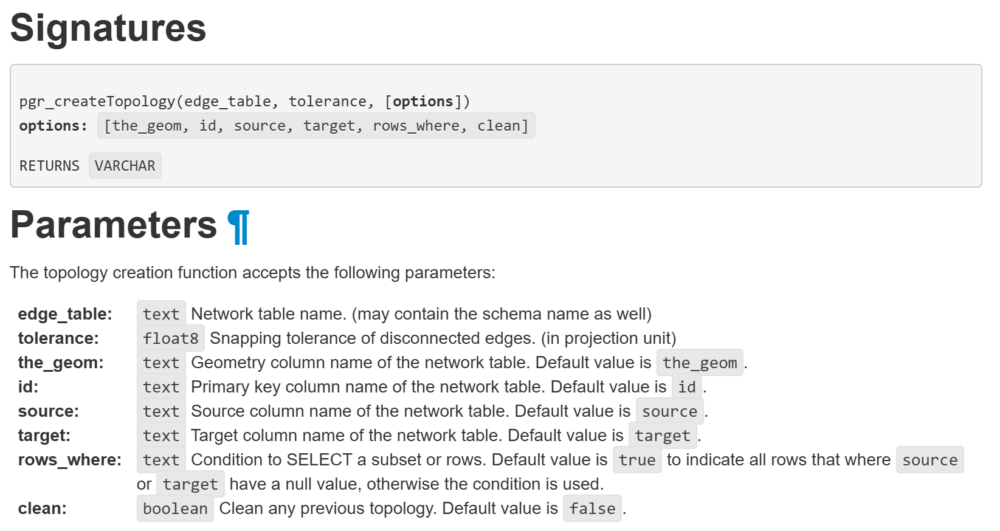 Signatures
pgr_createTopology(edge_table, tolerance, [options])
options: [the_geom, id, source, target, rows_where, clean]
RETURNS VARCHAR
Parameters ¶
The topology creation function accepts the following parameters:
edge_table: text Network table name. (may contain the schema name as well)
tolerance: float8 Snapping tolerance of disconnected edges. (in projection unit)
the_geom: text Geometry column name of the network table. Default value is the_geom.
id: text Primary key column name of the network table. Default value is id.
source: text Source column name of the network table. Default value is source.
target: text Target column name of the network table. Default value is target.
rows_where: text Condition to SELECT a subset or rows. Default value is true to indicate all rows that where source
or target have a null value, otherwise the condition is used.
clean: boolean Clean any previous topology. Default value is false.